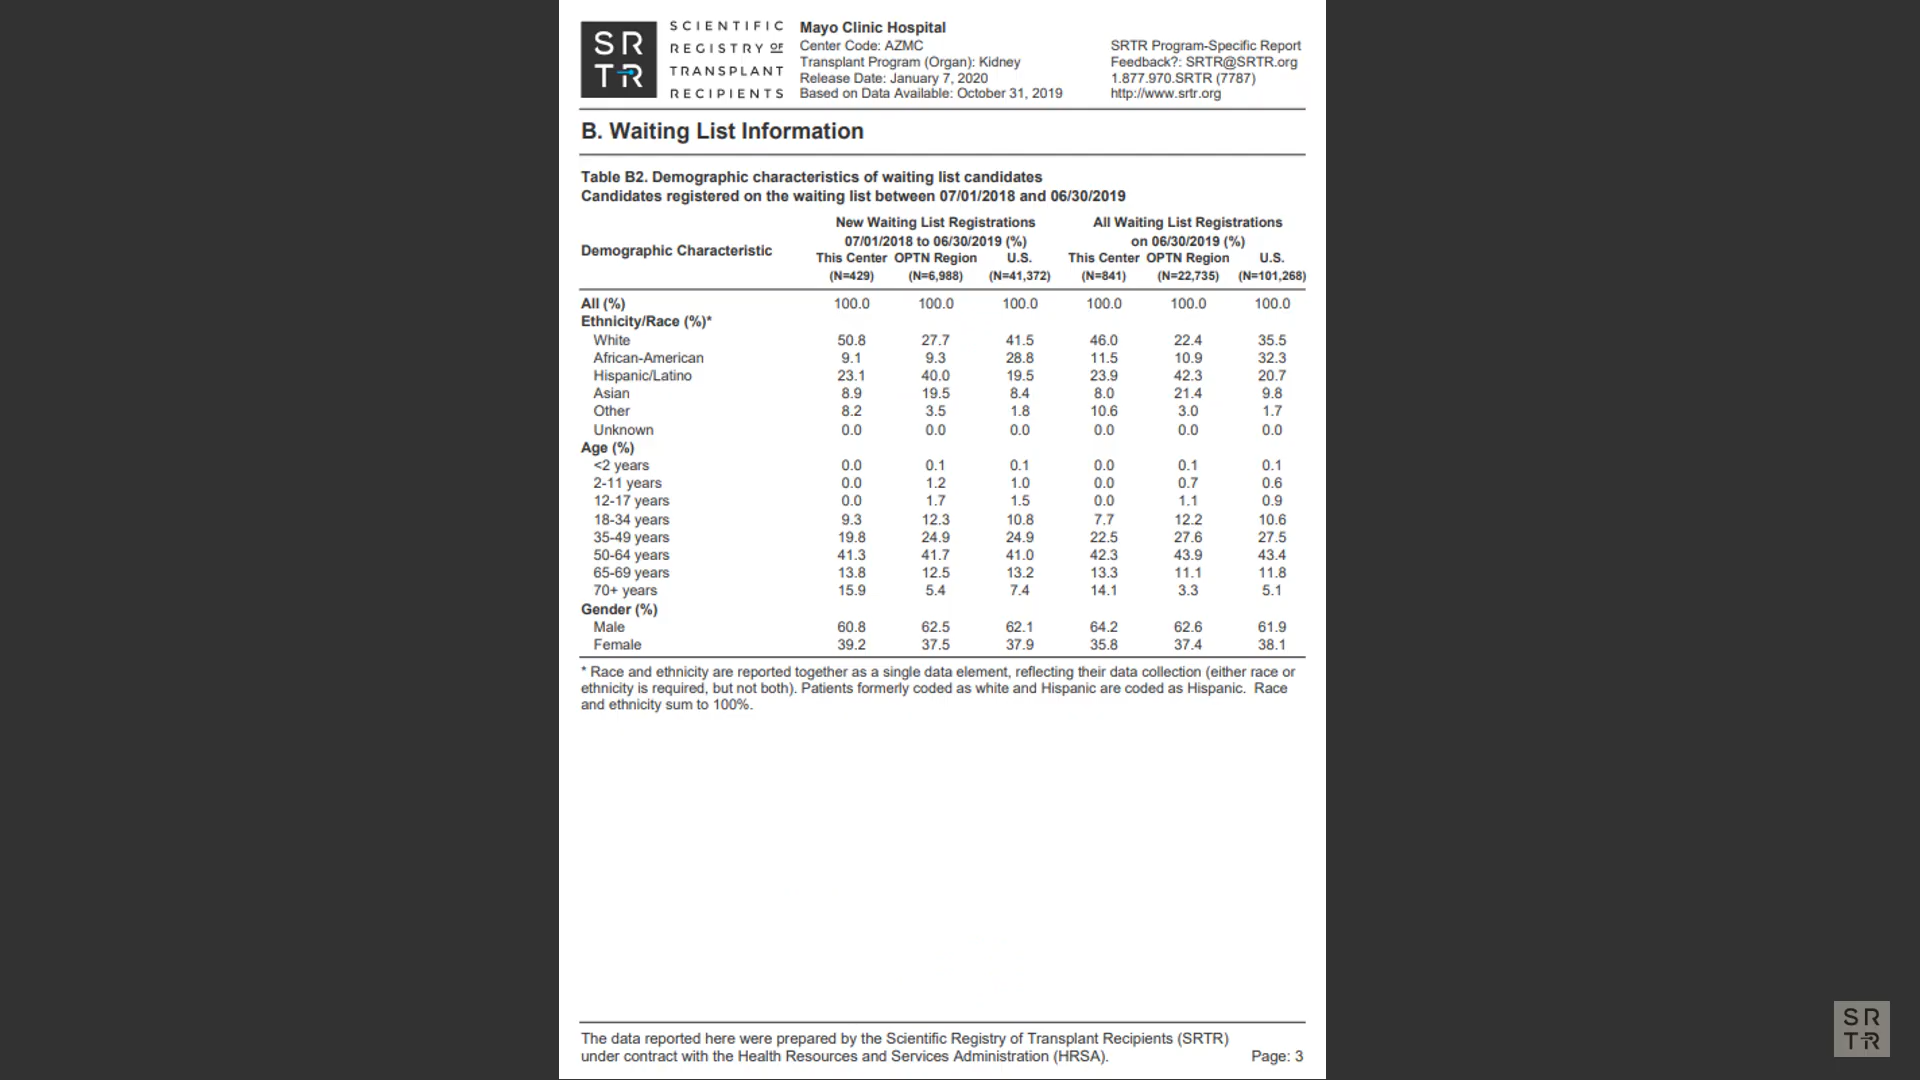 SR
TR
SCIENTIFIC
REGISTRY OF
TRANSPLANT
RECIPIENTS
Mayo Clinic Hospital
Center Code: AZMC
Transplant Program (Organ): Kidney
Release Date: January 7, 2020
Based on Data Available: October 31, 2019
SRTR Program-Specific Report
Feedback?: SRTR@SRTR.org
1.877.970.SRTR (7787)
http://www.srtr.org
B. Waiting List Information
Table B2. Demographic characteristics of waiting list candidates
Candidates registered on the waiting list between 07/01/2018 and 06/30/2019
New Waiting List Registrations All Waiting List Registrations
07/01/2018 to 06/30/2019 (%) on 06/30/2019 (%)
Demographic Characteristic
This Center OPTN Region U.S. This Center OPTN Region U.S.
(N=429) (N=6,988) (N=41,372) (N=841) (N=22,735) (N=101,268)
All (%) 100.0 100.0 100.0 100.0 100.0 100.0
Ethnicity/Race (%)*
White 50.8 27.7 41.5 46.0 22.4 35.5
African-American 9.1 9.3 28.8 11.5 10.9 32.3
Hispanic/Latino 23.1 40.0 19.5 23.9 42.3 20.7
Asian 8.9 19.5 8.4 8.0 21.4 9.8
Other 8.2 3.5 1.8 10.6 3.0 1.7
Unknown 0.0 0.0 0.0 0.0 0.0 0.0
Age (%)
<2 years 0.0 0.1 0.1 0.0 0.1 0.1
2-11 years 0.0 1.2 1.0 0.0 0.7 0.6
12-17 years 0.0 1.7 1.5 0.0 1.1 0.9
18-34 years 9.3 12.3 10.8 7.7 12.2 10.6
35-49 years 19.8 24.9 24.9 22.5 27.6 27.5
50-64 years 41.3 41.7 41.0 42.3 43.9 43.4
65-69 years 13.8 12.5 13.2 13.3 11.1 11.8
70+ years 15.9 5.4 7.4 14.1 3.3 5.1
Gender (%)
Male 60.8 62.5 62.1 64.2 62.6 61.9
Female 39.2 37.5 37.9 35.8 37.4 38.1
* Race and ethnicity are reported together as a single data element, reflecting their data collection (either race or
ethnicity is required, but not both). Patients formerly coded as white and Hispanic are coded as Hispanic. Race
and ethnicity sum to 100%.
The data reported here were prepared by the Scientific Registry of Transplant Recipients (SRTR)
under contract with the Health Resources and Services Administration (HRSA). Page: 3
SR
TR